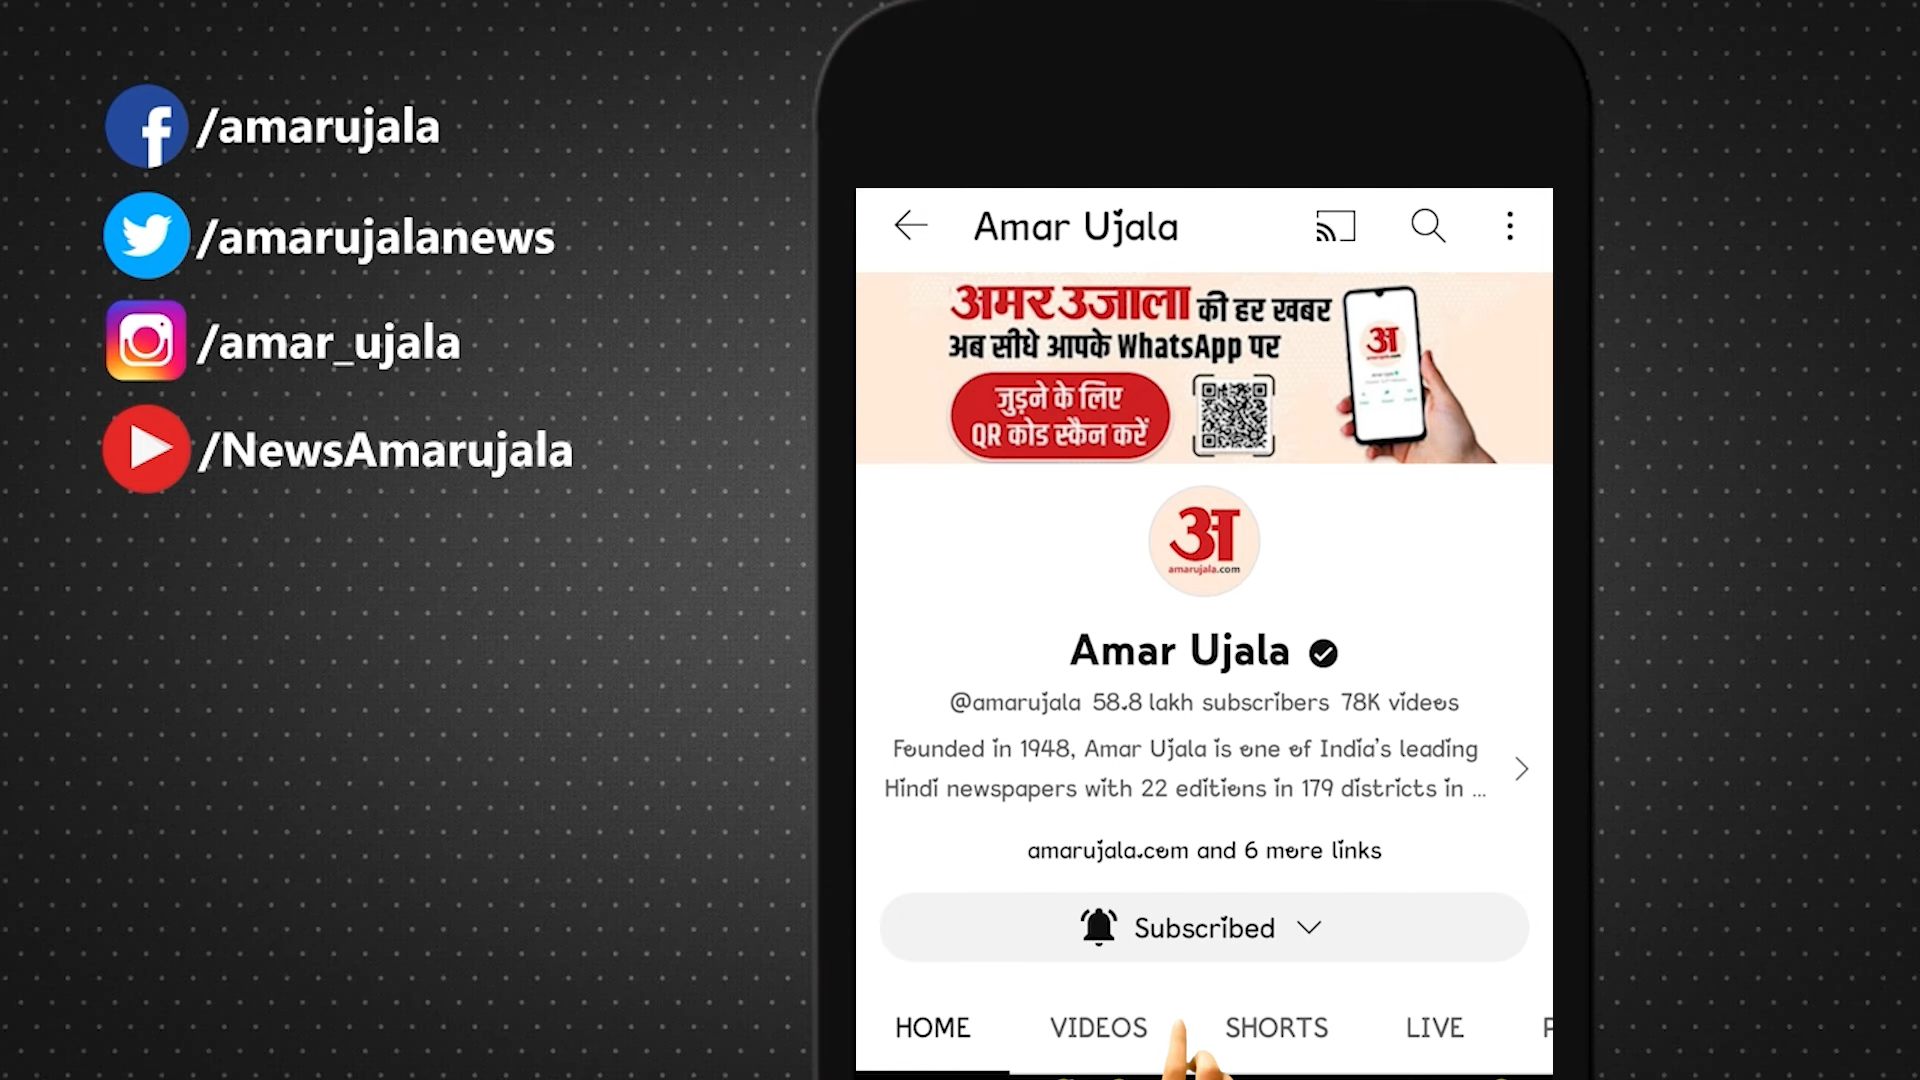 /amarujala
/amarujalanews
/amar_ujala
/NewsAmarujala
Amar Ujala
अमर उजाला की हर खबर
अब सीधे आपके WhatsApp पर
जुड़ने के लिए
QR कोड स्कैन करें
अ
अ
amarujala.com
Amar Ujala
@amarujala 58.8 lakh subscribers 78K videos
Founded in 1948, Amar Ujala is one of India's leading
Hindi newspapers with 22 editions in 179 districts in ...
amarujala.com and 6 more links
Subscribed
HOME VIDEOS SHORTS LIVE